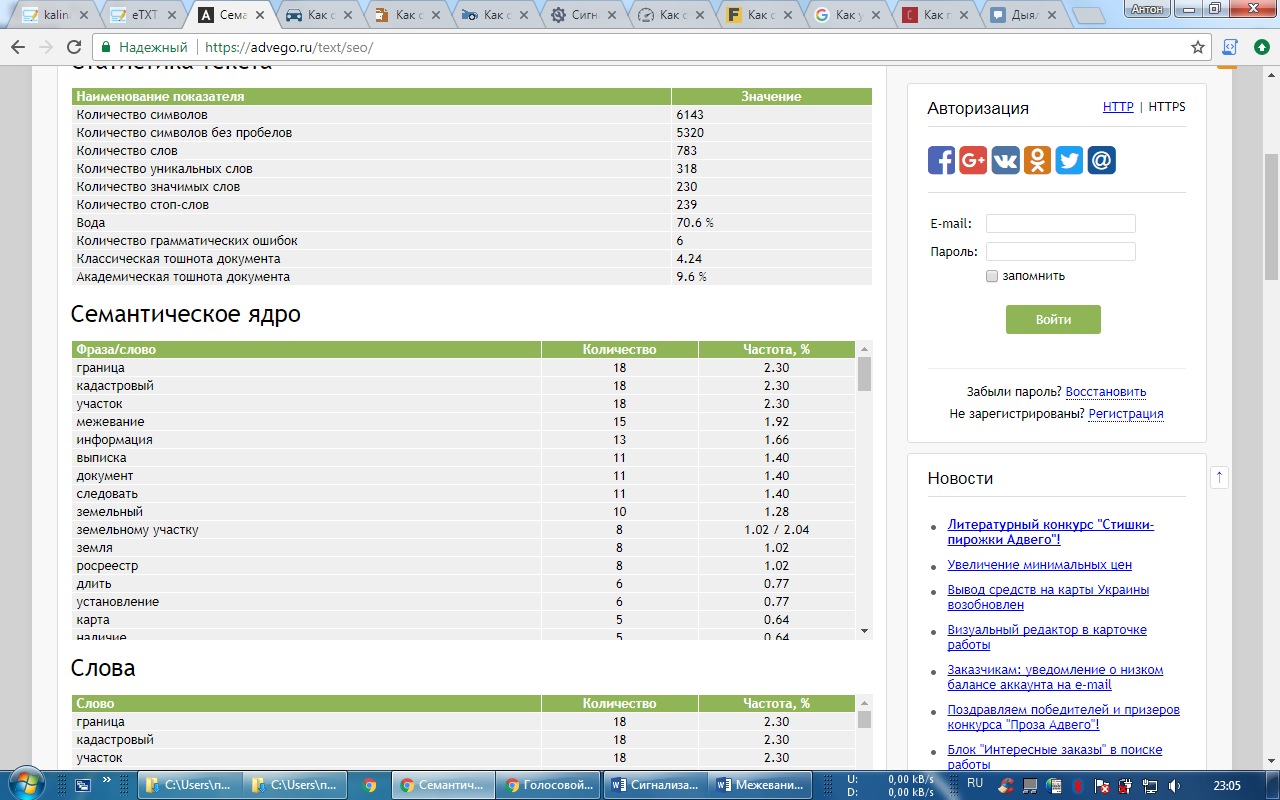 kalin
eTXT
Сема
Как с
Как с
Как с
Сигн
Как с
Как с
Как у
Как п
Дыял
Антон
Надежный
https://advego.ru/text/seo/
Статистика текста
Наименование показателя Значение
Количество символов 6143
Количество символов без пробелов 5320
Количество слов 783
Количество уникальных слов 318
Количество значимых слов 230
Количество стоп-слов 239
Вода 70.6 %
Количество грамматических ошибок 6
Классическая тошнота документа 4.24
Академическая тошнота документа 9.6 %
Семантическое ядро
Фраза/слово Количество Частота, %
граница 18 2.30
кадастровый 18 2.30
участок 18 2.30
межевание 15 1.92
информация 13 1.66
выписка 11 1.40
документ 11 1.40
следовать 11 1.40
земельный 10 1.28
земельному участку 8 1.02 / 2.04
земля 8 1.02
росреестр 8 1.02
длить 6 0.77
установление 6 0.77
карта 5 0.64
наличие 5 0.64
Слова
Слово Количество Частота, %
граница 18 2.30
кадастровый 18 2.30
участок 18 2.30
Авторизация HTTP | HTTPS
E-mail:
Пароль:
запомнить
Войти
Забыли пароль? Восстановить
Не зарегистрированы? Регистрация
Новости
Литературный конкурс "Стишки-
пирожки Адвего"!
Увеличение минимальных цен
Вывод средств на карты Украины
возобновлен
Визуальный редактор в карточке
работы
Заказчикам: уведомление о низком
балансе аккаунта на e-mail
Поздравляем победителей и призеров
конкурса "Проза Адвего"!
Блок "Интересные заказы" в поиске
работы
C:\Users\п...
C:\Users\п...
Семантич...
Голосовой...
Сигнализа...
Межевани...
U: 0,00 kB/s
D: 0,00 kB/s
RU
23:05